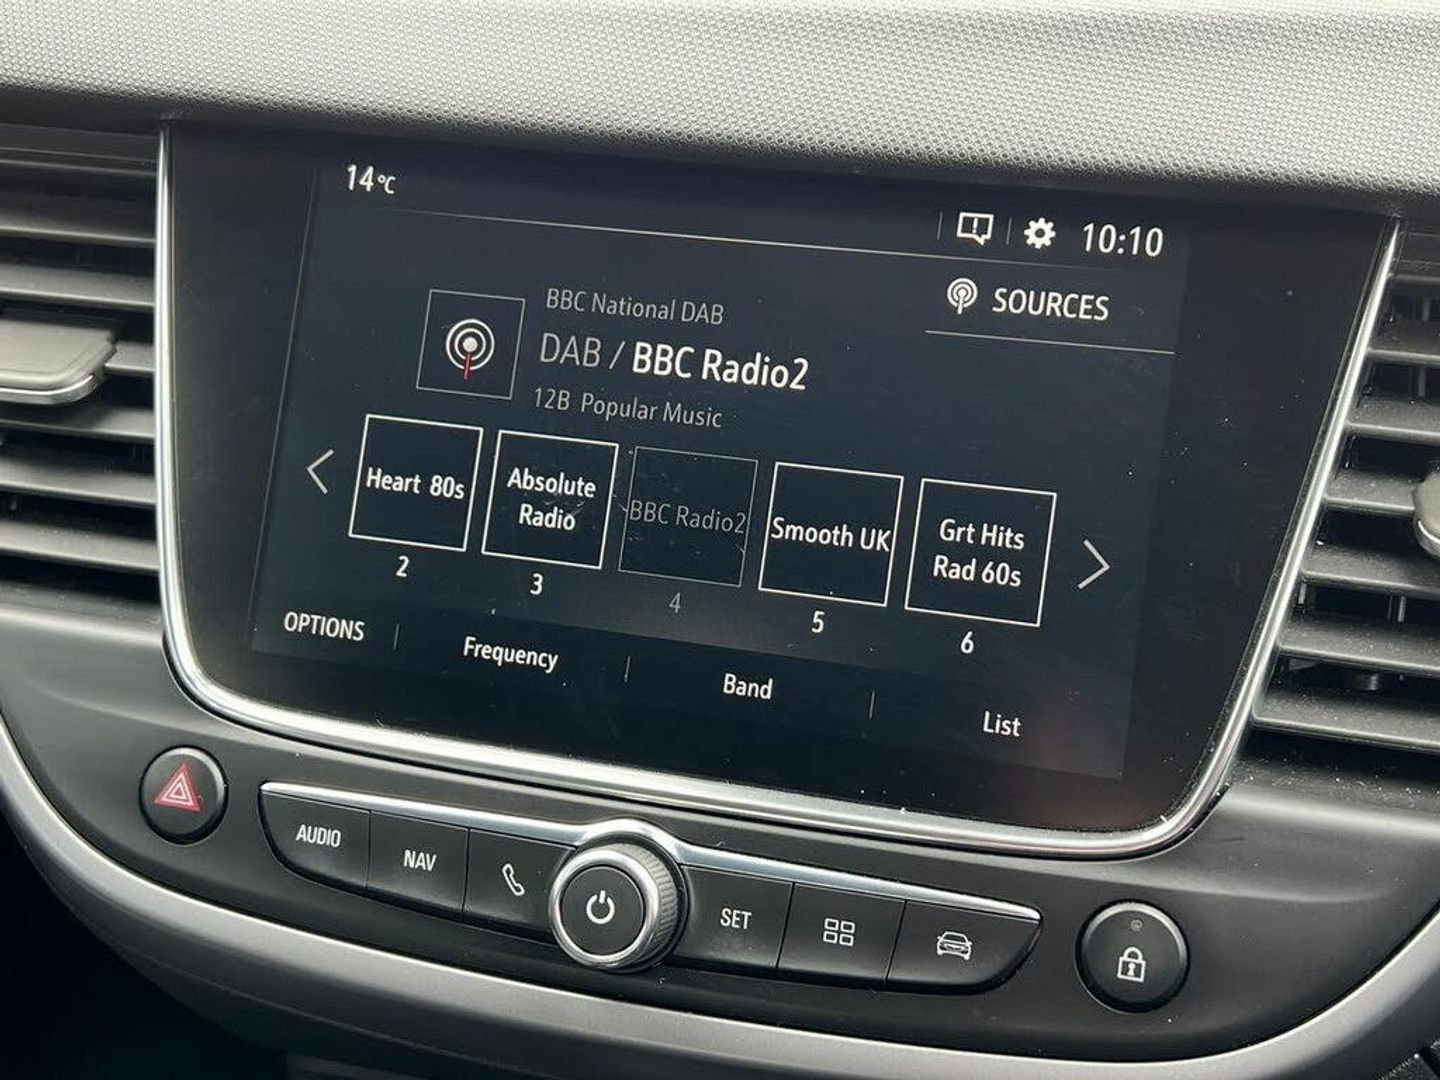 14°C
10:10
SOURCES
BBC National DAB
DAB / BBC Radio2
12B Popular Music
Heart 80s
Absolute
Radio
BBC Radio2
Smooth UK
Grt Hits
Rad 60s
2
3
4
5
6
OPTIONS
Frequency
Band
List
AUDIO
NAV
SET